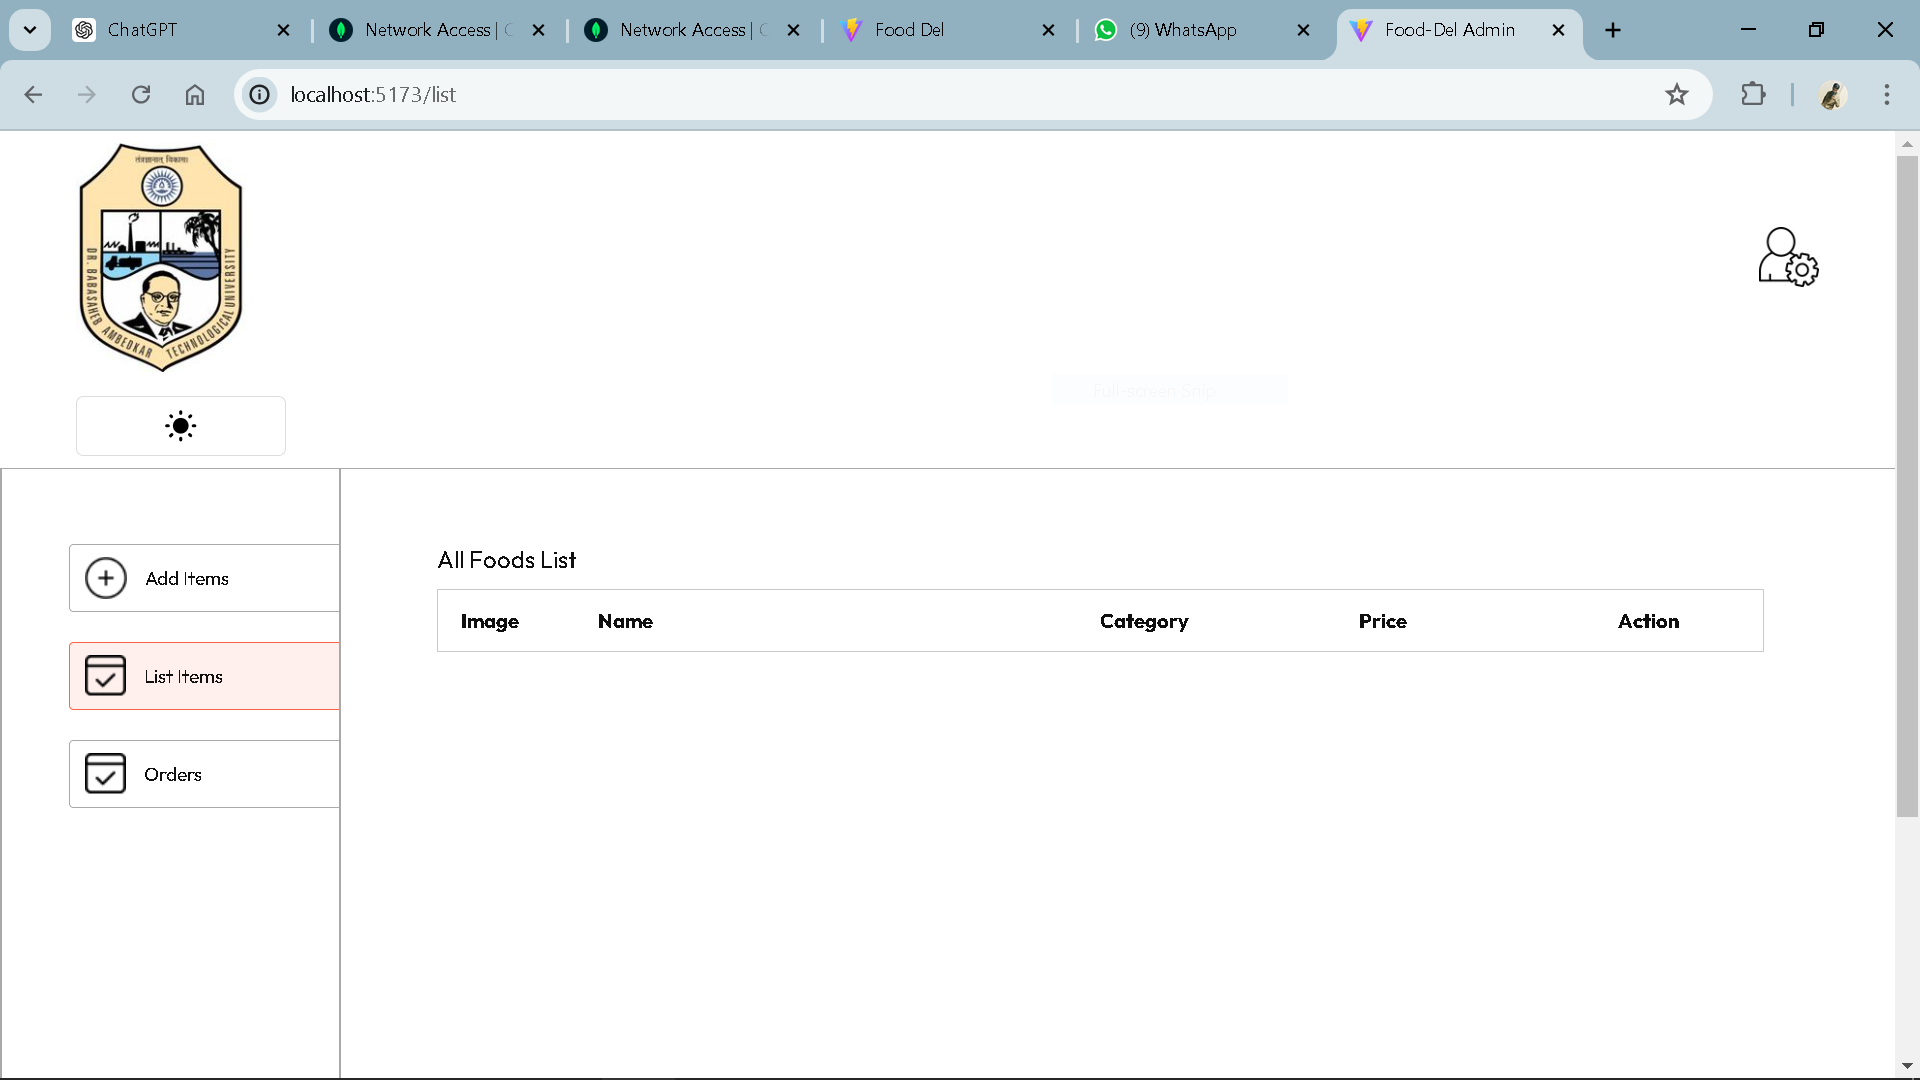 ChatGPT
Network Access | C
Network Access | C
Food Del
(9) WhatsApp
Food-Del Admin
localhost:5173/list
तंत्रज्ञानात् विकासः
DR. BABASAHEB AMBEDKAR TECHNOLOGICAL UNIVERSITY
Full-screen Snip
Add Items
List Items
Orders
All Foods List
Image Name Category Price Action